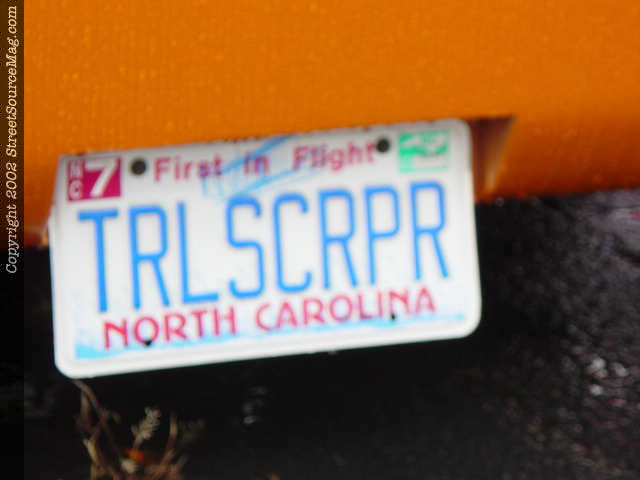 Copyright 2002 StreetSourceMag.com
NC 7
First in Flight
TRLSCRPR
NORTH CAROLINA